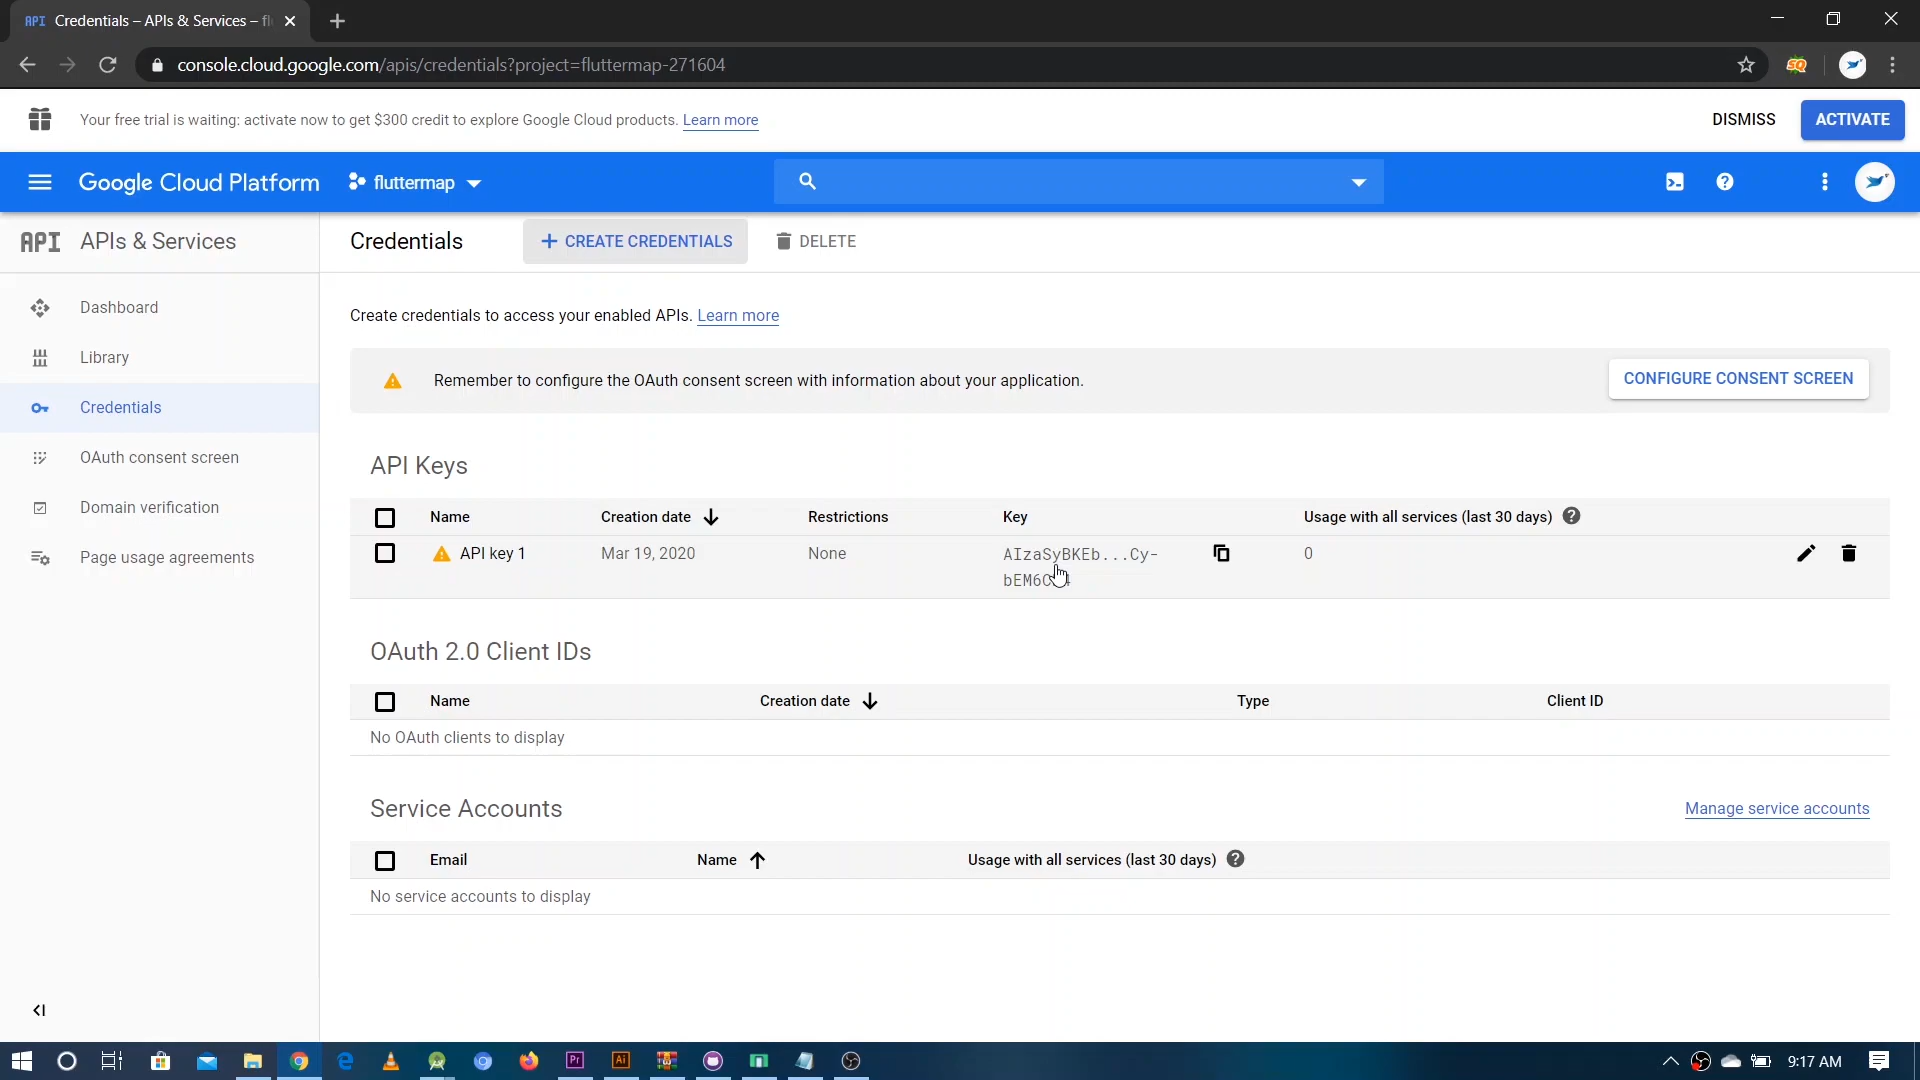 API Credentials – APIs & Services – fl
console.cloud.google.com/apis/credentials?project=fluttermap-271604
SQ
Your free trial is waiting: activate now to get $300 credit to explore Google Cloud products. Learn more
DISMISS
ACTIVATE
Google Cloud Platform
fluttermap
API APIs & Services
Credentials
CREATE CREDENTIALS
DELETE
Dashboard
Library
Credentials
OAuth consent screen
Domain verification
Page usage agreements
Create credentials to access your enabled APIs. Learn more
Remember to configure the OAuth consent screen with information about your application.
CONFIGURE CONSENT SCREEN
API Keys
Name Creation date Restrictions Key Usage with all services (last 30 days)
API key 1 Mar 19, 2020 None AIzaSyBKEb...Cy- 0
OAuth 2.0 Client IDs
Name Creation date Type Client ID
No OAuth clients to display
Service Accounts
Manage service accounts
Email Name Usage with all services (last 30 days)
No service accounts to display
Pr Ai
9:17 AM